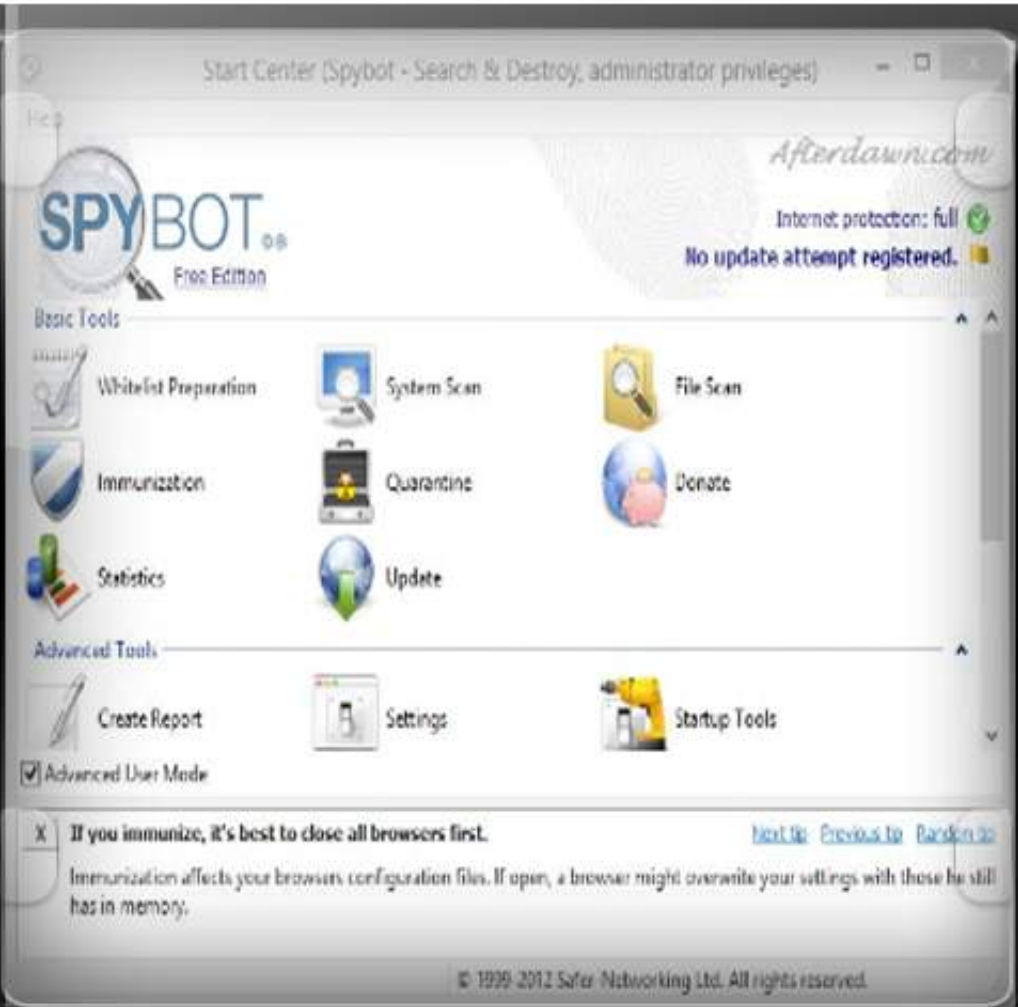 Start Center (Spybot - Search & Destroy, administrator privileges)
Help
Afterdawn.com
SPYBOT
Free Edition
Internet protection: full
No update attempt registered.
Basic Tools
Whitelist Preparation
System Scan
File Scan
Immunization
Quarantine
Donate
Statistics
Update
Advanced Tools
Create Report
Settings
Startup Tools
Advanced User Mode
X If you immunize, it's best to close all browsers first.
Next tip Previous tip Random tip
Immunization affects your browsers configuration files. If open, a browser might overwrite your settings with those he still
has in memory.
© 1999-2012 Safer-Networking Ltd. All rights reserved.